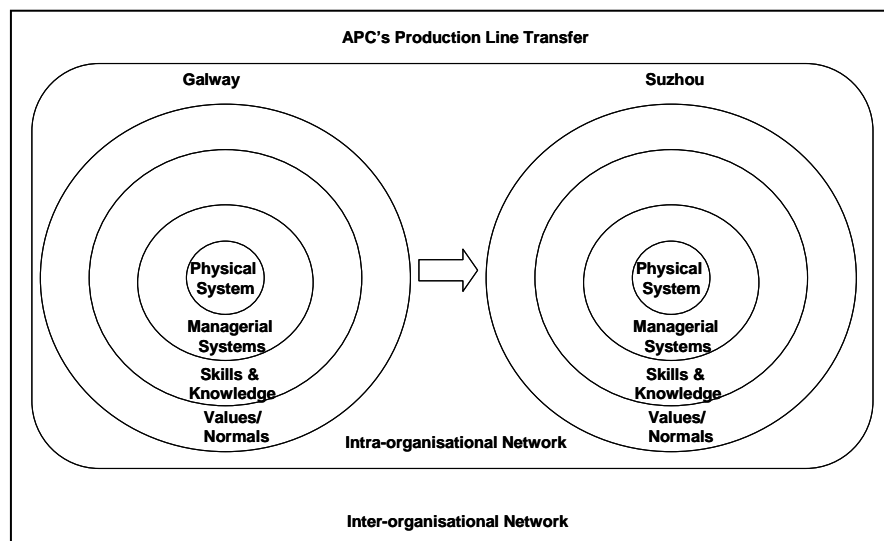 APC's Production Line Transfer
Galway
Physical
System
Managerial
Systems
Skills &
Knowledge
Values/
Normals
Suzhou
Physical
System
Managerial
Systems
Skills &
Knowledge
Values/
Normals
Intra-organisational Network
Inter-organisational Network